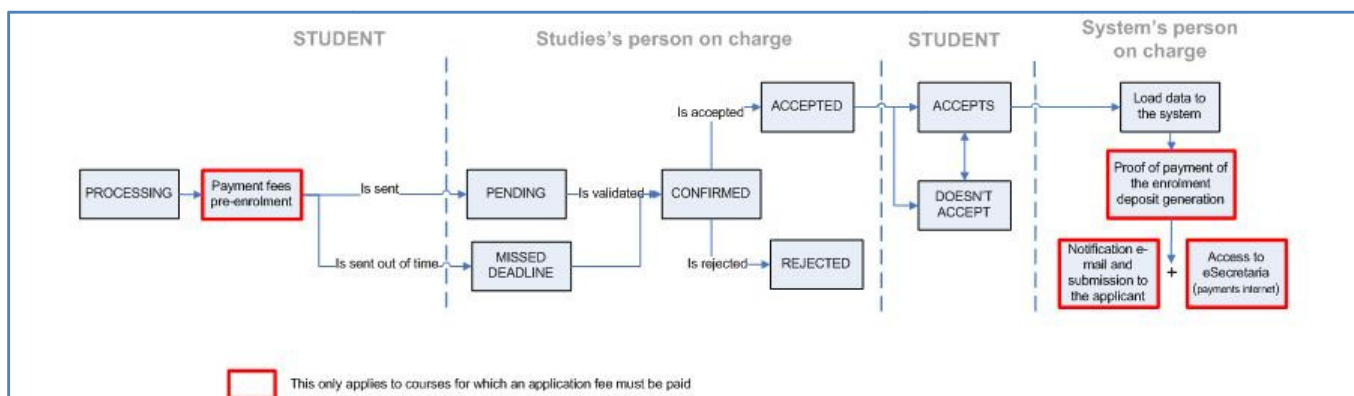 STUDENT
Studies's person on charge
STUDENT
System's person
on charge
PROCESSING
Payment fees
pre-enrolment
Is sent
Is sent out of time
PENDING
MISSED
DEADLINE
Is validated
CONFIRMED
Is accepted
Is rejected
ACCEPTED
REJECTED
ACCEPTS
DOESN'T
ACCEPT
Load data to
the system
Proof of payment of
the enrolment
deposit generation
Notification e-
mail and
submission to
the applicant
+
Access to
eSecretaria
(payments internet)
This only applies to courses for which an application fee must be paid